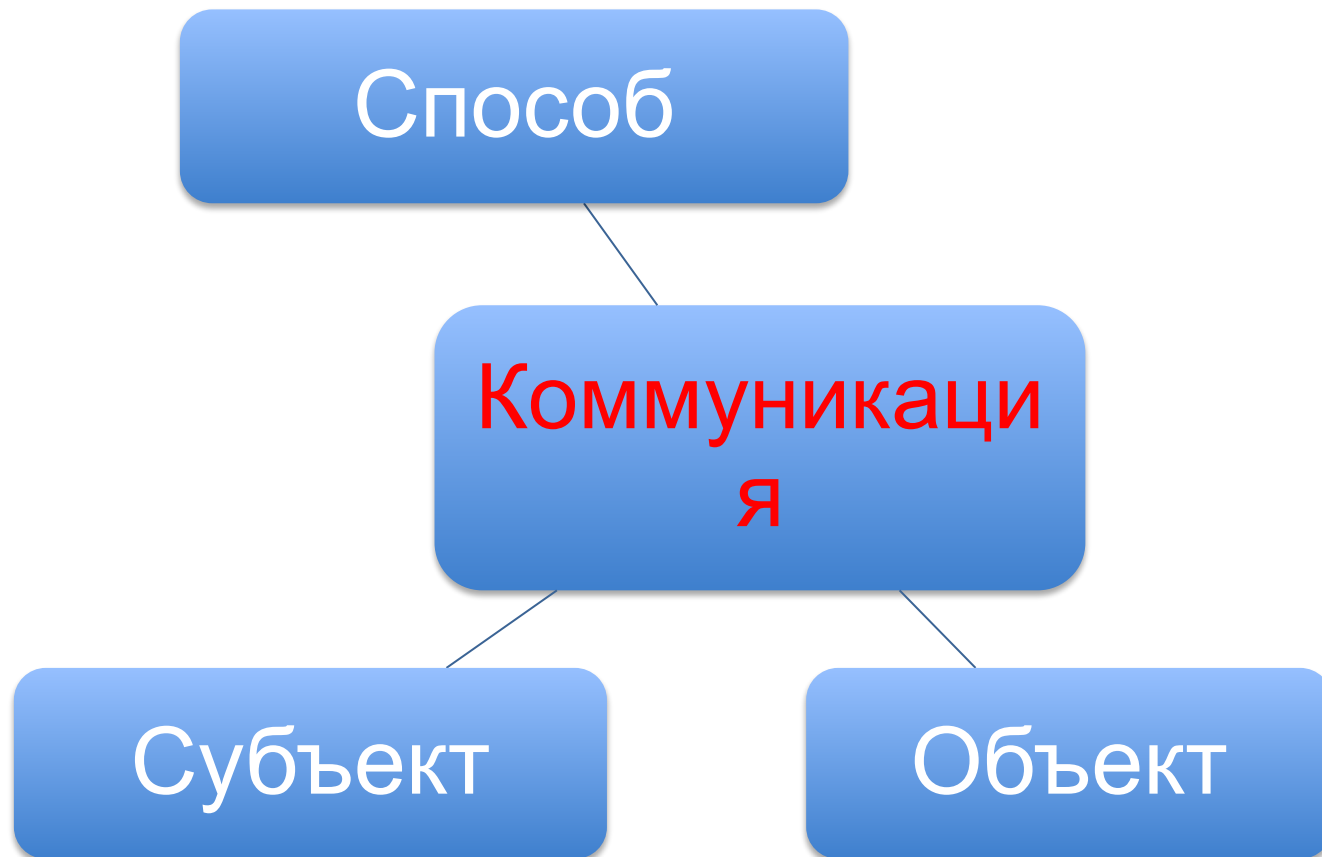 Способ
Коммуникаци
я
Субъект
Объект